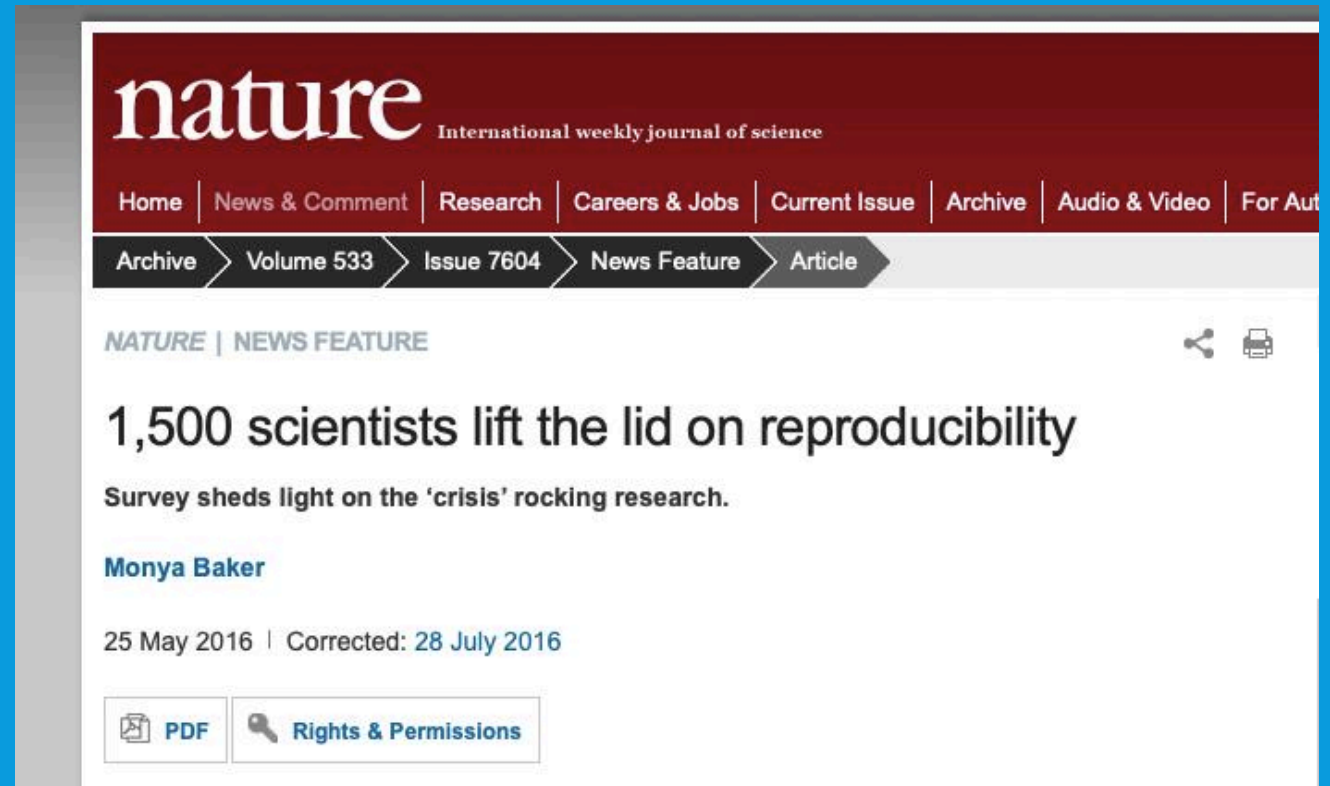 nature International weekly journal of science
Home News & Comment Research Careers & Jobs Current Issue Archive Audio & Video For Aut
Archive Volume 533 Issue 7604 News Feature Article
NATURE | NEWS FEATURE
1,500 scientists lift the lid on reproducibility
Survey sheds light on the ‘crisis’ rocking research.
Monya Baker
25 May 2016 | Corrected: 28 July 2016
PDF Rights & Permissions